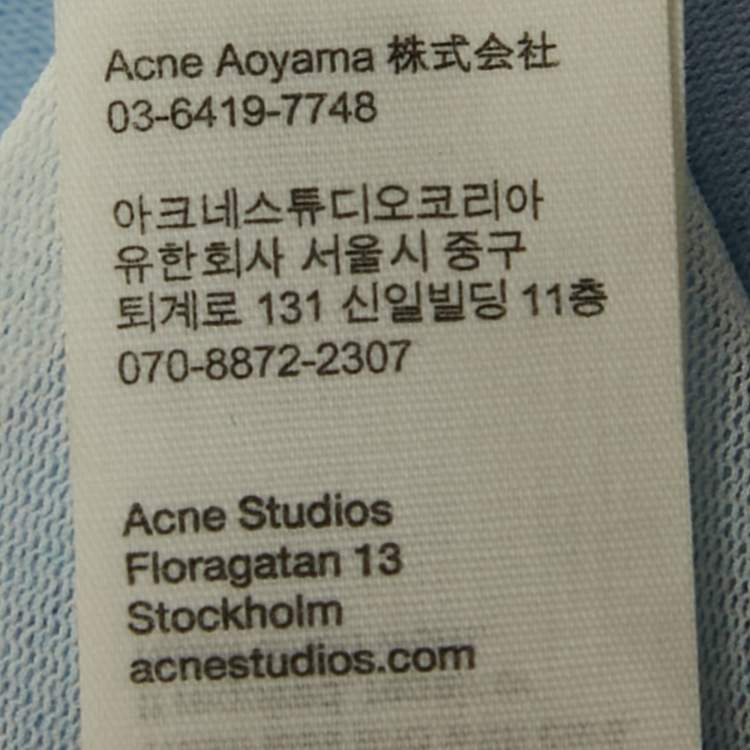 Acne Aoyama 株式会社
03-6419-7748
아크네스튜디오코리아
유한회사 서울시 중구
퇴계로 131 신일빌딩 11층
070-8872-2307
Acne Studios
Floragatan 13
Stockholm
acnestudios.com